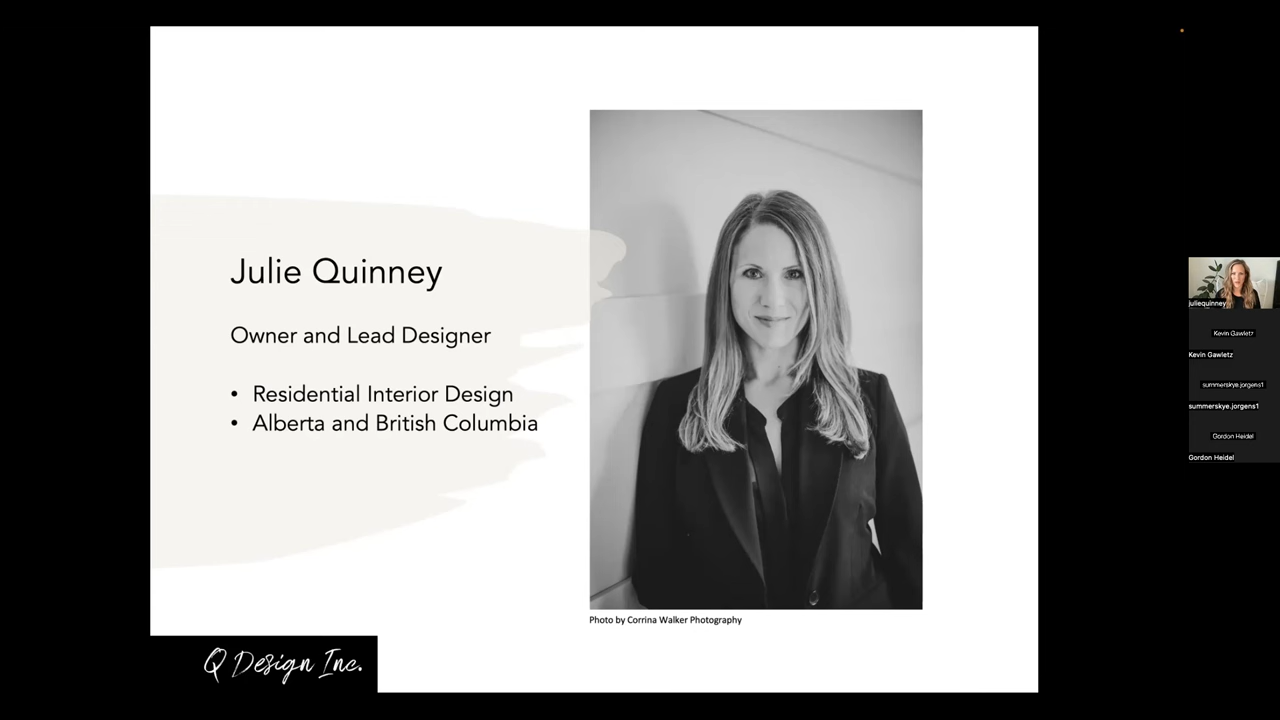 Julie Quinney
Owner and Lead Designer
• Residential Interior Design
• Alberta and British Columbia
Photo by Corrina Walker Photography
Q Design Inc.
juliequinney
Kevin Gawletz
Kevin Gawletz
summerskye.jorgens1
summerskye.jorgens1
Gordon Heidel
Gordon Heidel